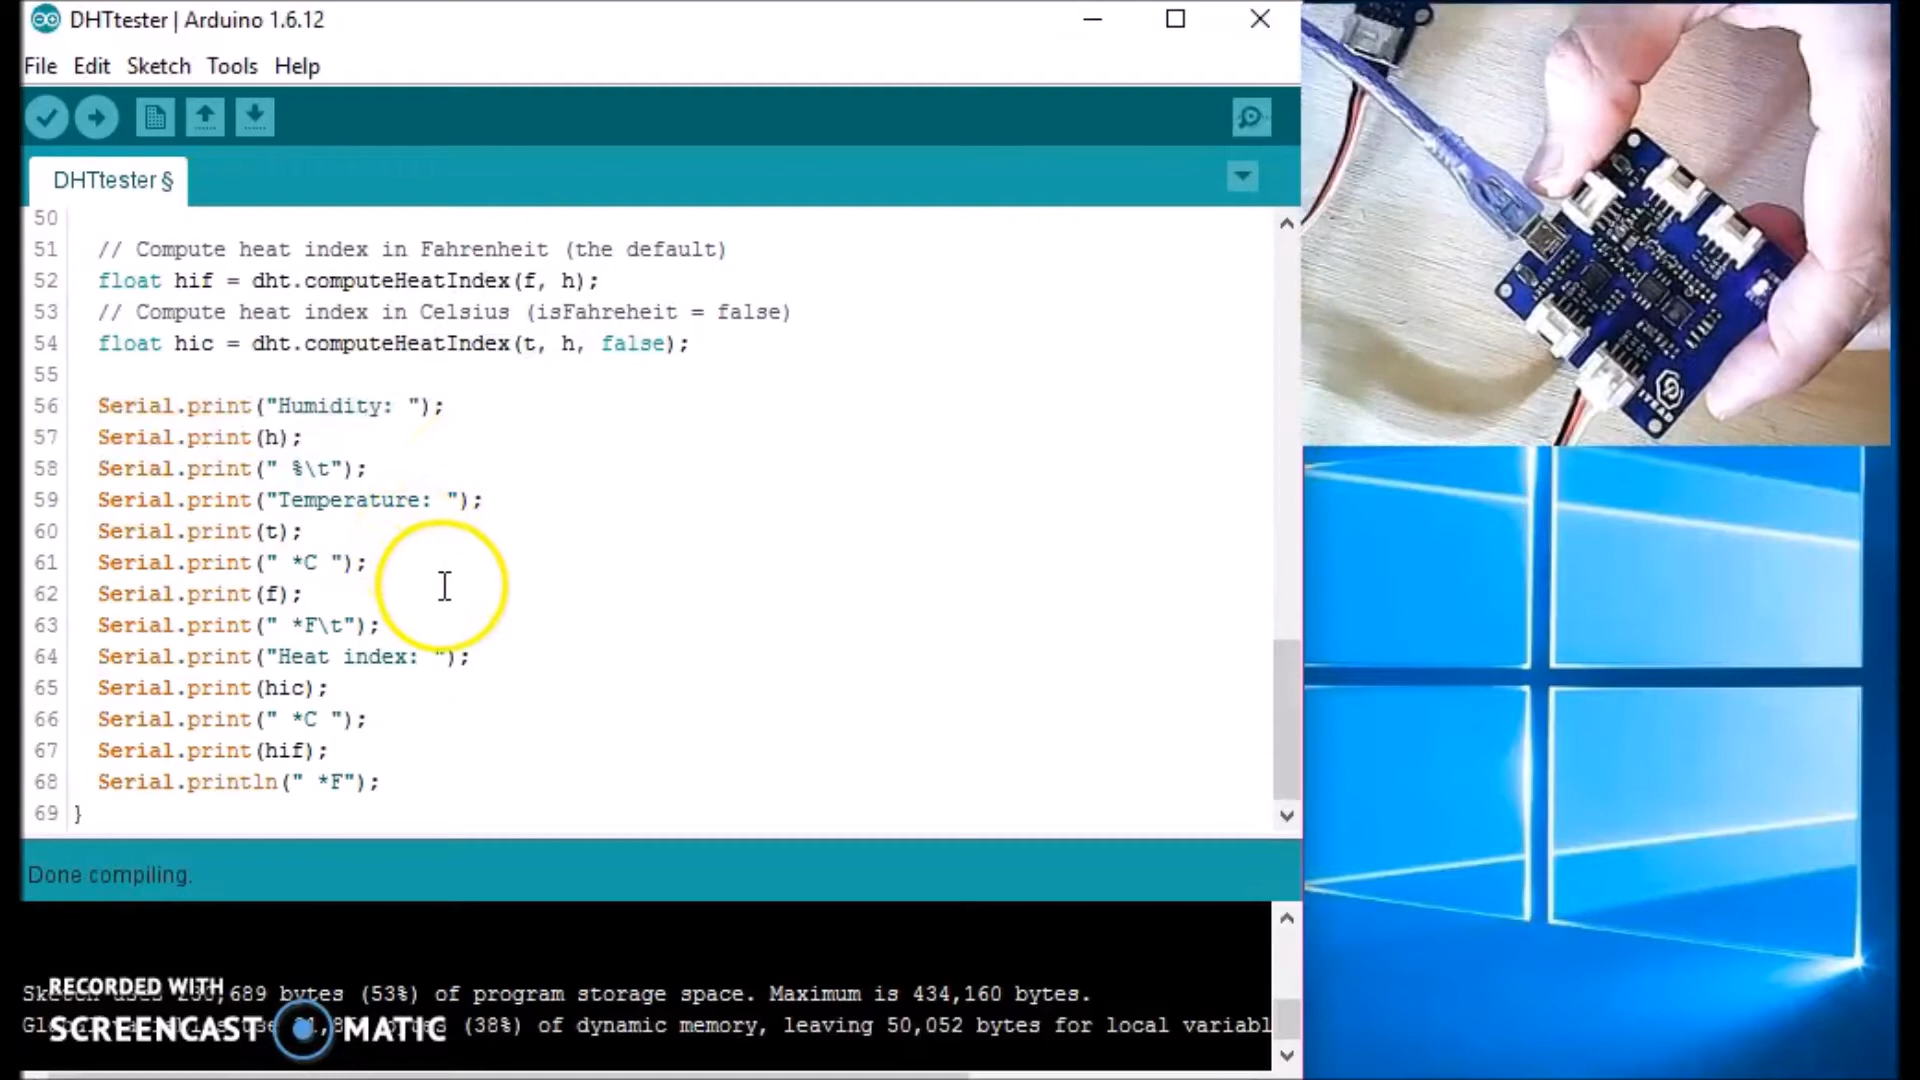 DHTtester | Arduino 1.6.12
File Edit Sketch Tools Help
DHTtester §
50
51 // Compute heat index in Fahrenheit (the default)
52 float hif = dht.computeHeatIndex(f, h);
53 // Compute heat index in Celsius (isFahreheit = false)
54 float hic = dht.computeHeatIndex(t, h, false);
55
56 Serial.print("Humidity: ");
57 Serial.print(h);
58 Serial.print(" %\t");
59 Serial.print("Temperature: ");
60 Serial.print(t);
61 Serial.print(" *C ");
62 Serial.print(f);
63 Serial.print(" *F\t");
64 Serial.print("Heat index: ");
65 Serial.print(hic);
66 Serial.print(" *C ");
67 Serial.print(hif);
68 Serial.println(" *F");
69 }
Done compiling.
bytes (53%) of program storage space. Maximum is 434,160 bytes.
(38%) of dynamic memory, leaving 50,052 bytes for local variabl
RECORDED WITH
SCREENCAST MATIC
ITEAD